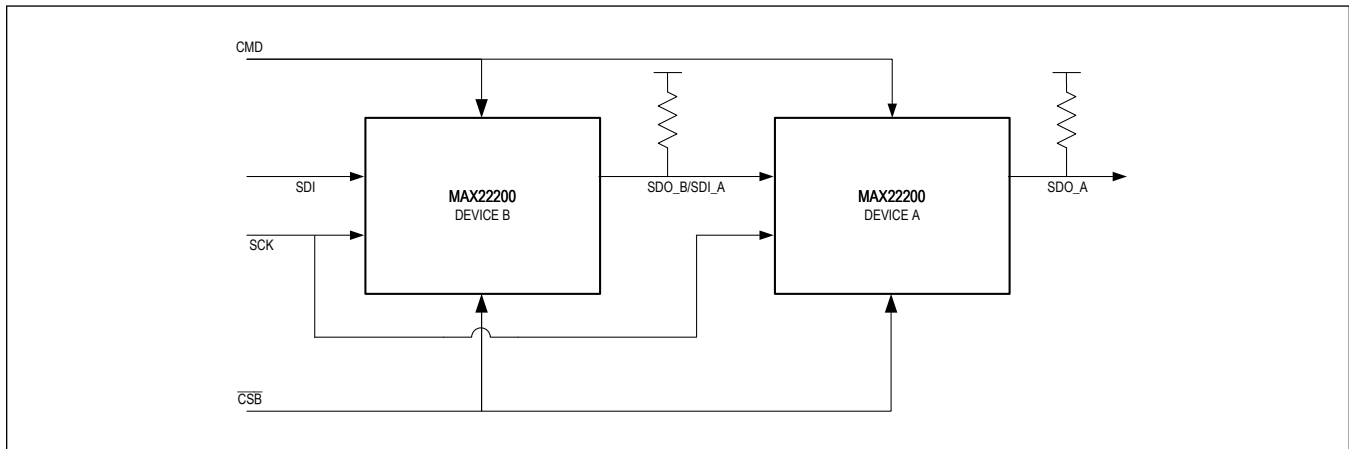 CMD
SDI
MAX22200
DEVICE B
SDO_B/SDI_A
MAX22200
DEVICE A
SDO_A
SCK
CSB